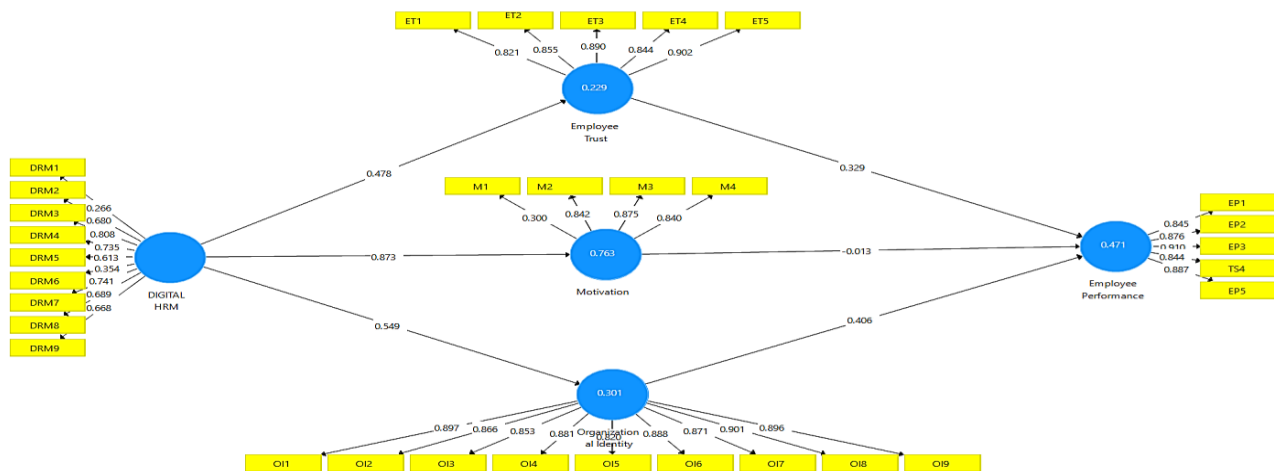 ET1
ET2
ET3
ET4
ET5
0.821
0.855
0.890
0.844
0.902
0.229
Employee
Trust
DRM1
DRM2
DRM3
DRM4
DRM5
DRM6
DRM7
DRM8
DRM9
0.266
0.680
0.808
0.735
0.613
0.354
0.741
0.689
0.668
DIGITAL
HRM
0.478
0.873
0.549
M1
M2
M3
M4
0.300
0.842
0.875
0.840
0.763
Motivation
0.329
-0.013
0.406
0.471
Employee
Performance
0.845
0.876
0.910
0.844
0.887
EP1
EP2
EP3
TS4
EP5
0.301
Organization
al Identity
0.897
0.866
0.853
0.881
0.820
0.888
0.871
0.901
0.896
OI1
OI2
OI3
OI4
OI5
OI6
OI7
OI8
OI9